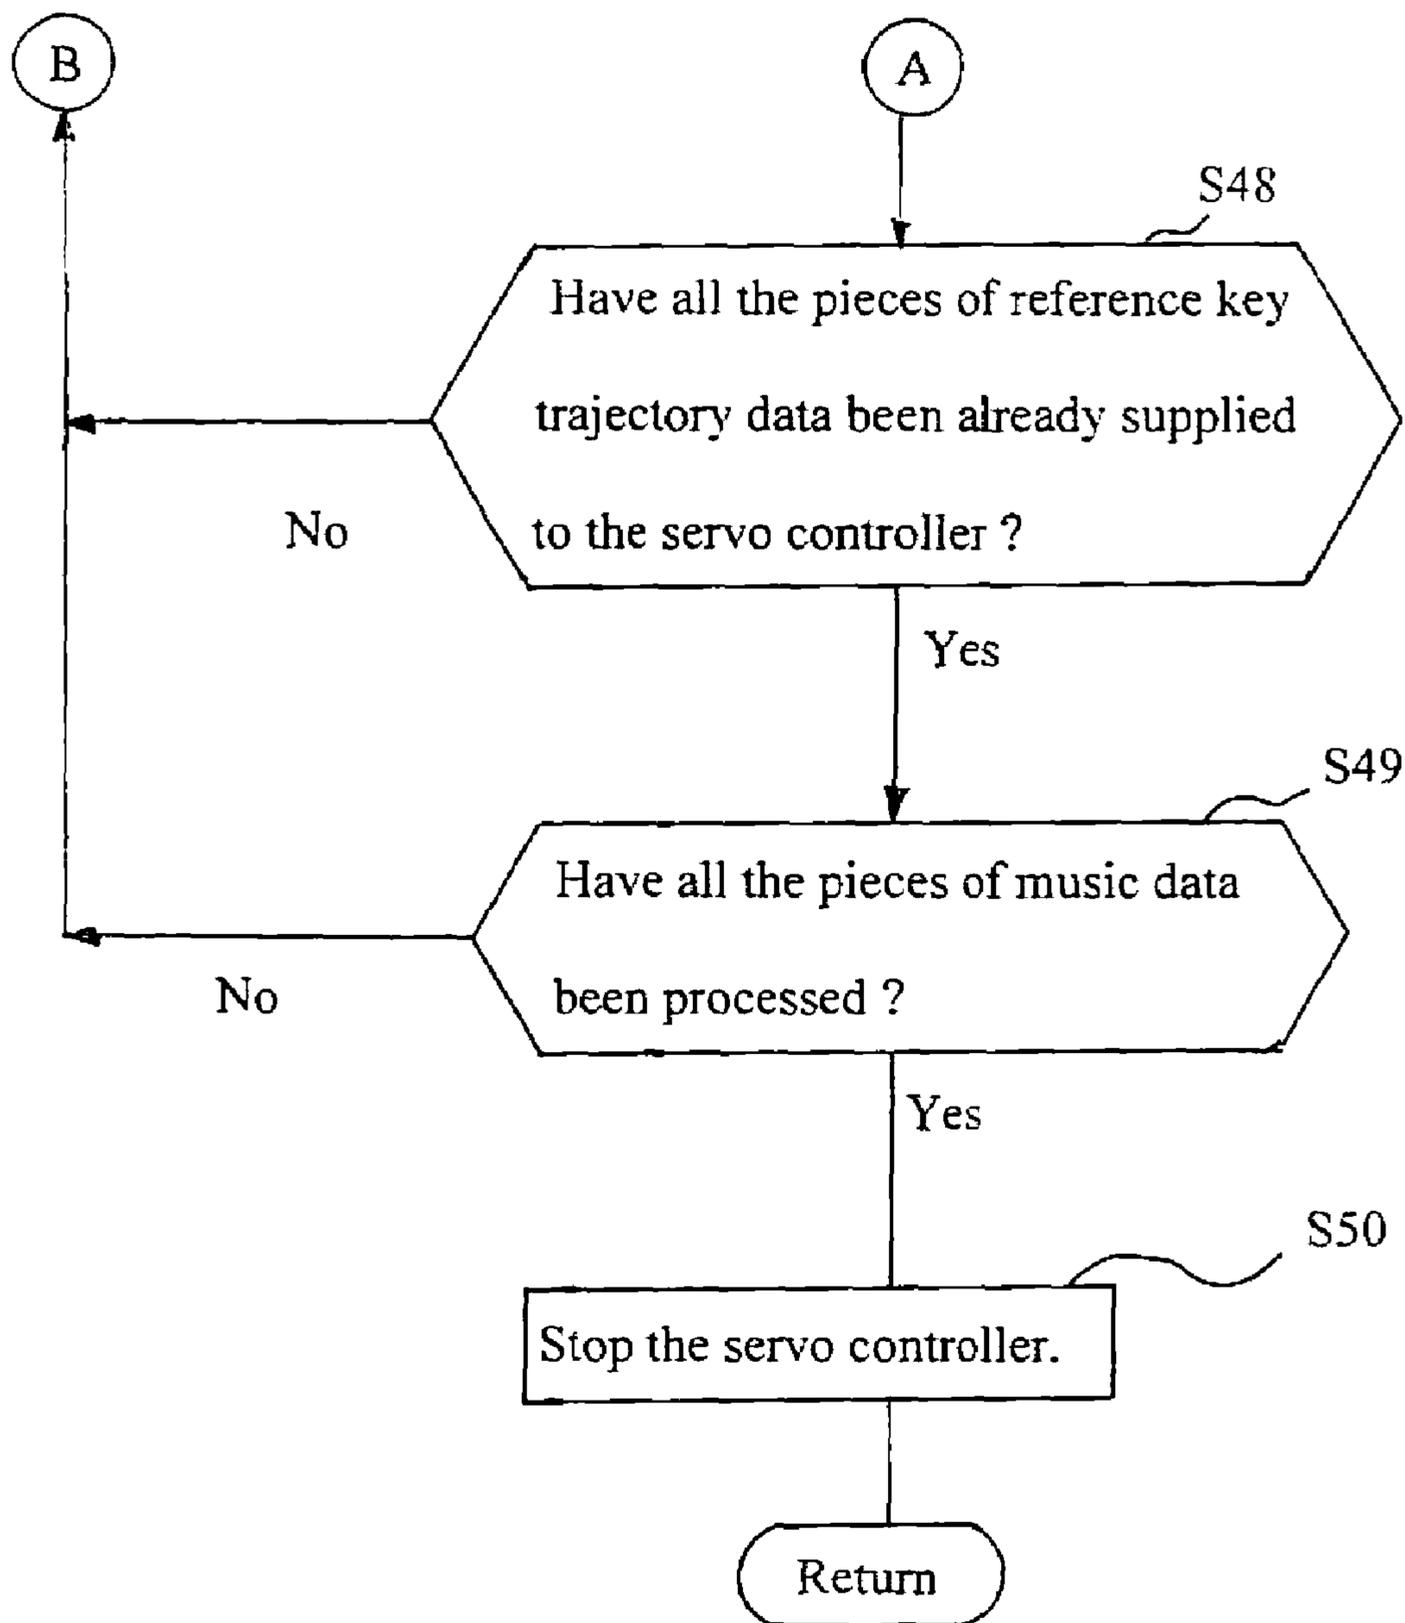 B
A
S48
Have all the pieces of reference key
trajectory data been already supplied
to the servo controller ?
No
Yes
S49
Have all the pieces of music data
been processed ?
No
Yes
S50
Stop the servo controller.
Return